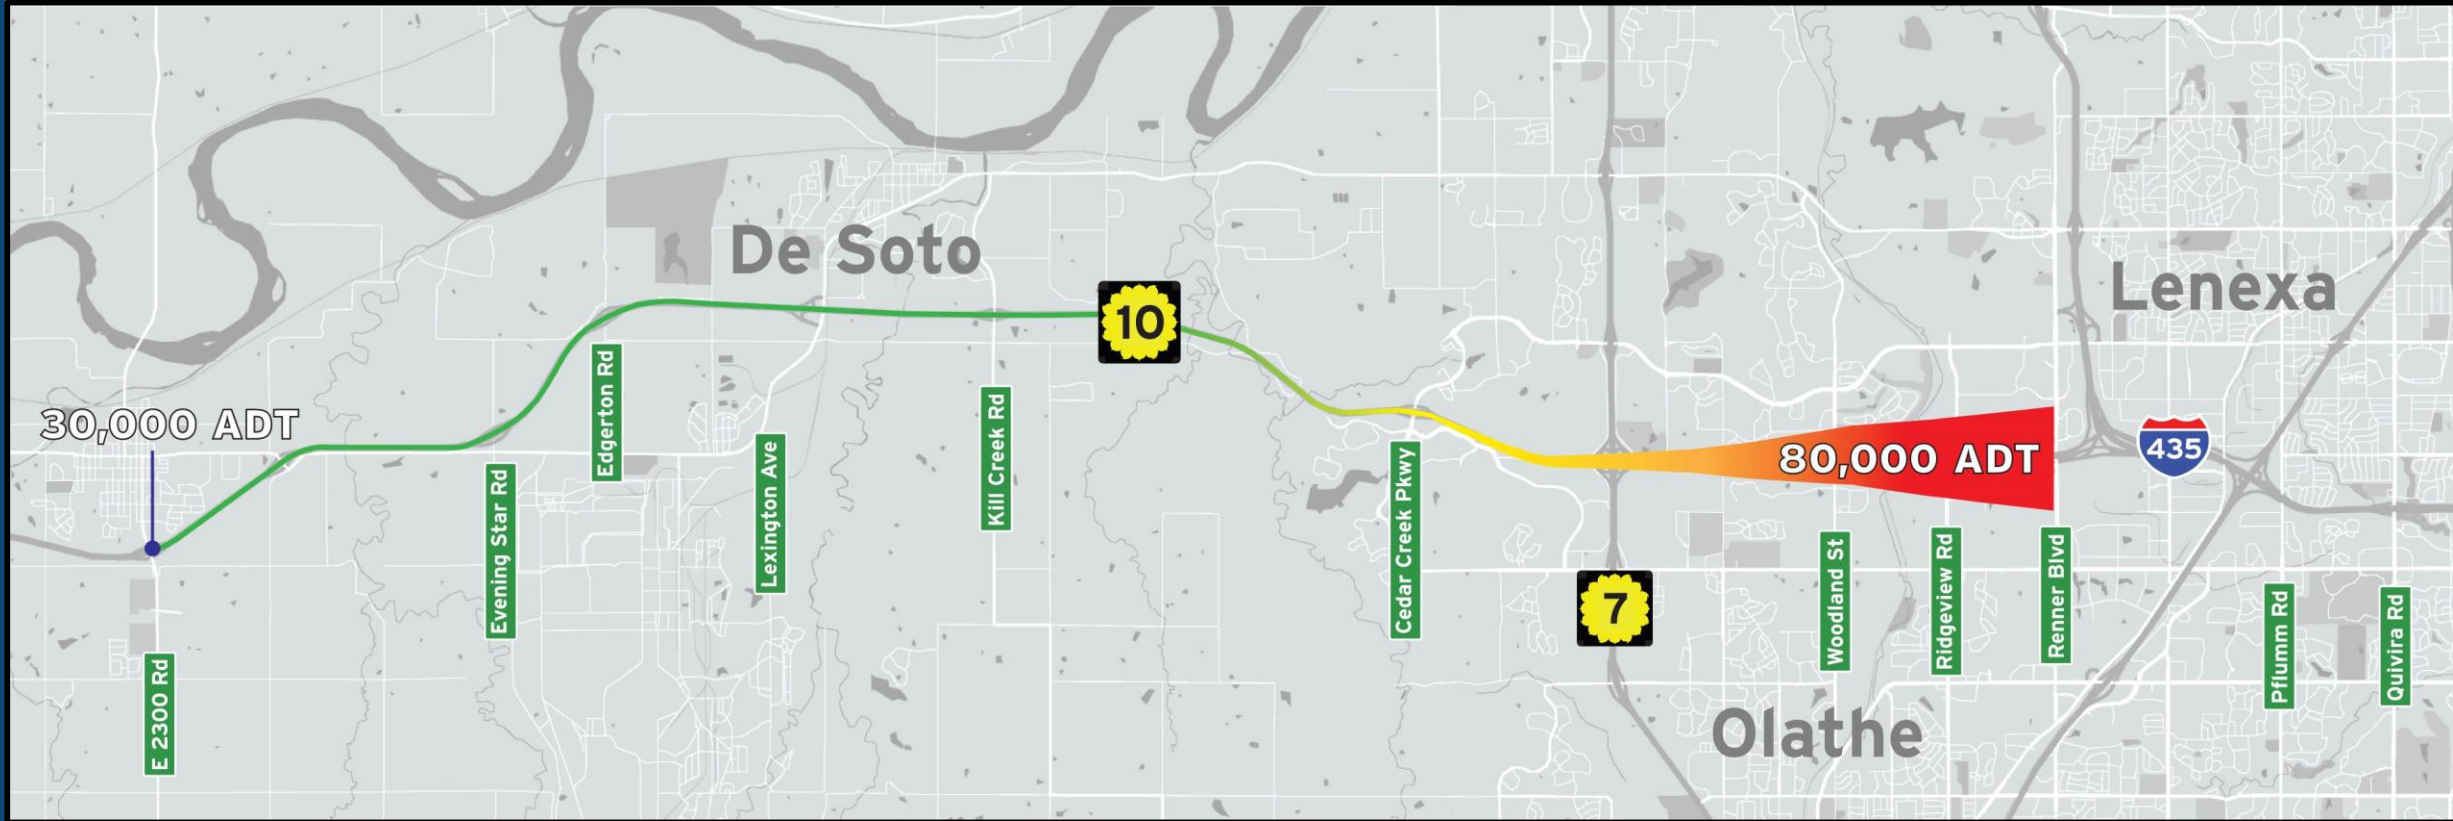 De Soto
Lenexa
10
Edgerton Rd
Kill Creek Rd
30,000 ADT
80,000 ADT
435
Lexington Ave
Evening Star Rd
Cedar Creek Pkwy
7
Woodland St
Ridgeview Rd
Renner Blvd
Pflumm Rd
Quivira Rd
E 2300 Rd
Olathe